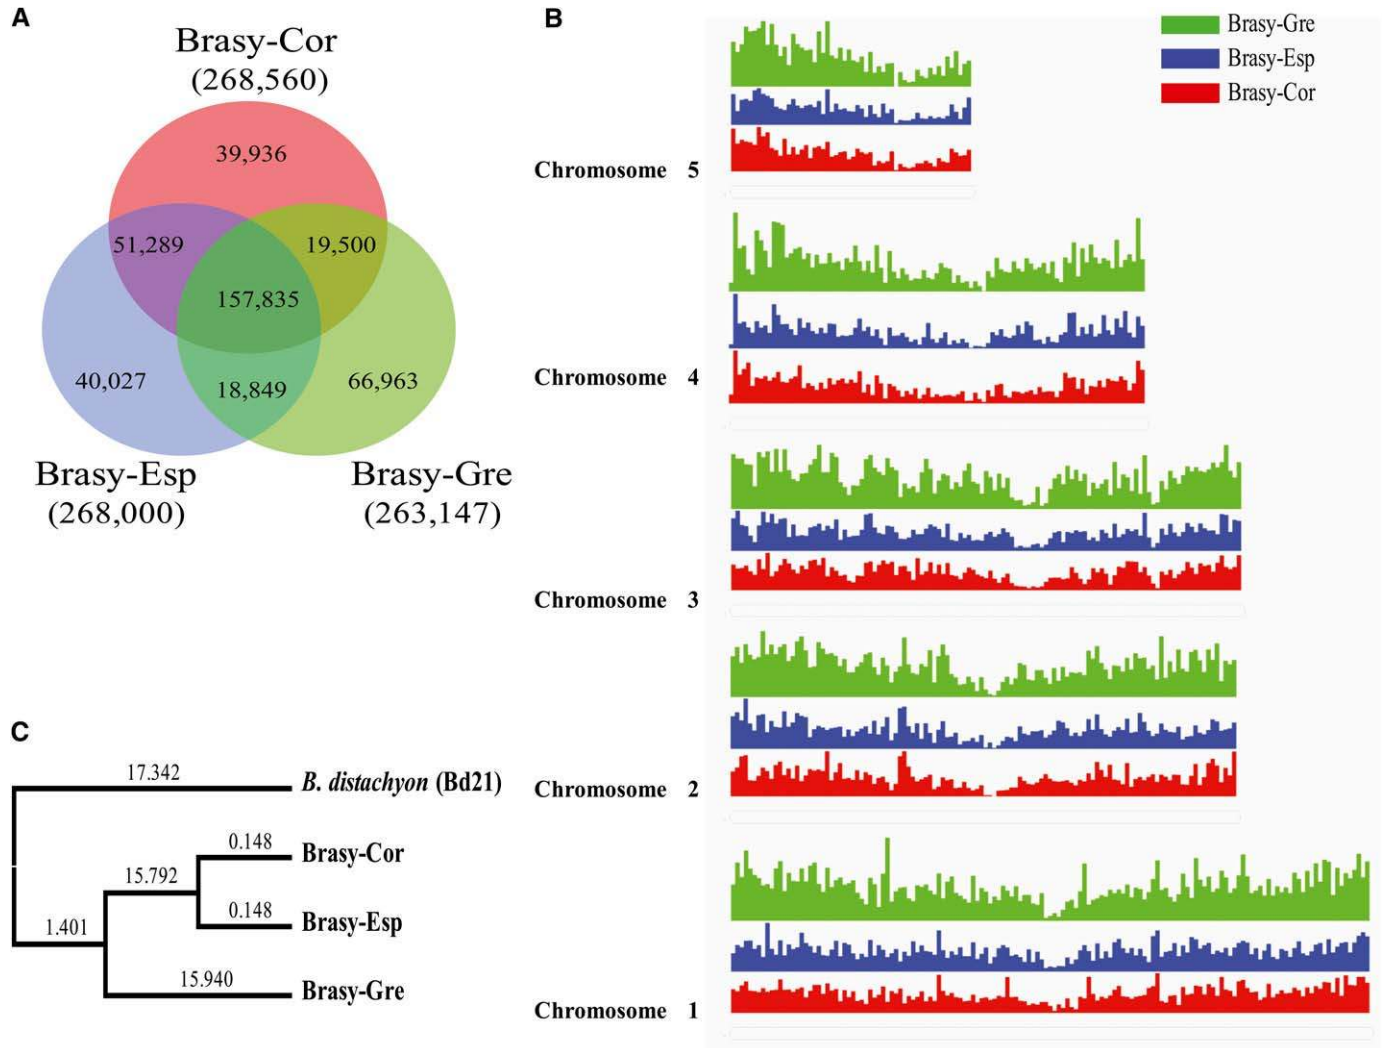 A
Brasy-Cor
(268,560)
39,936
51,289
19,500
157,835
40,027
18,849
66,963
Brasy-Esp
(268,000)
Brasy-Gre
(263,147)
B
Brasy-Gre
Brasy-Esp
Brasy-Cor
Chromosome 5
Chromosome 4
Chromosome 3
Chromosome 2
Chromosome 1
C
17.342
B. distachyon (Bd21)
0.148
Brasy-Cor
15.792
0.148
Brasy-Esp
1.401
15.940
Brasy-Gre